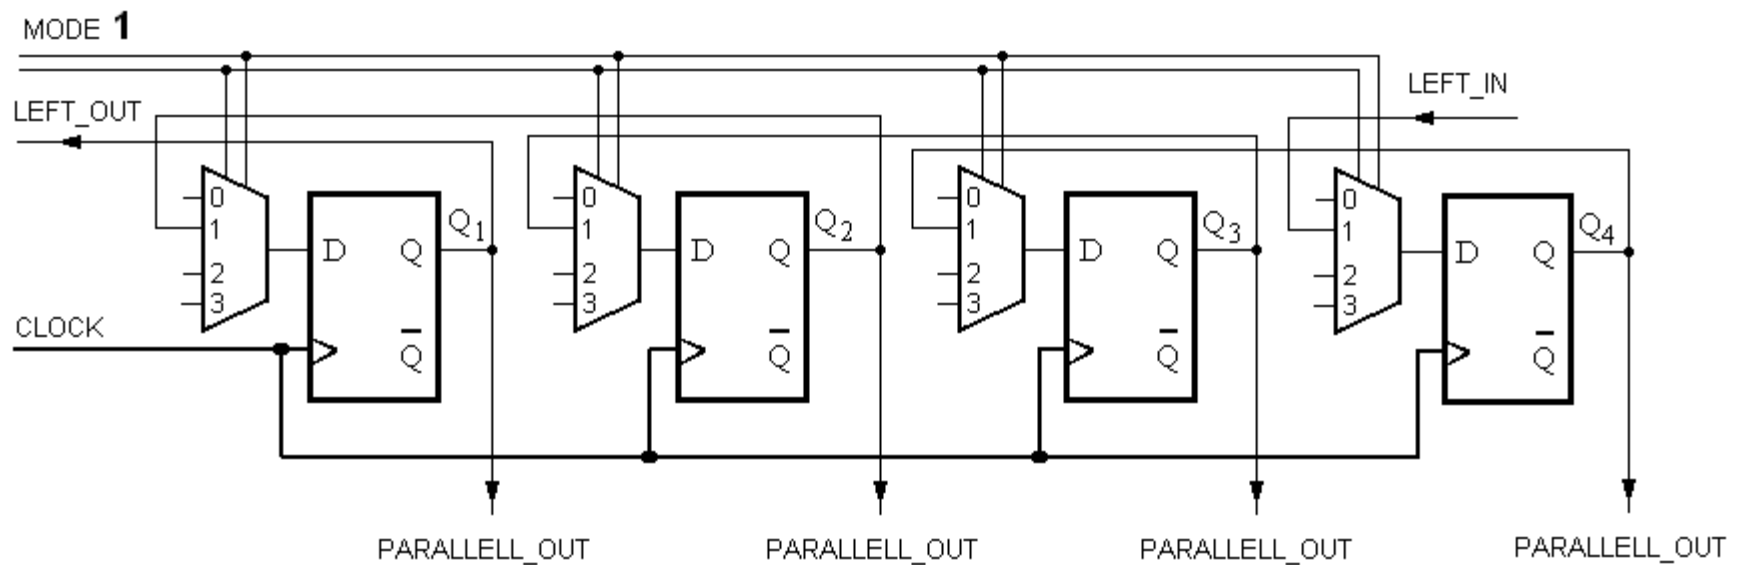 MODE 1
LEFT_OUT
LEFT_IN
0
1
2
3
D
Q
Q
Q1
0
1
2
3
D
Q
Q
Q2
0
1
2
3
D
Q
Q
Q3
0
1
2
3
D
Q
Q
Q4
CLOCK
PARALLELL_OUT
PARALLELL_OUT
PARALLELL_OUT
PARALLELL_OUT